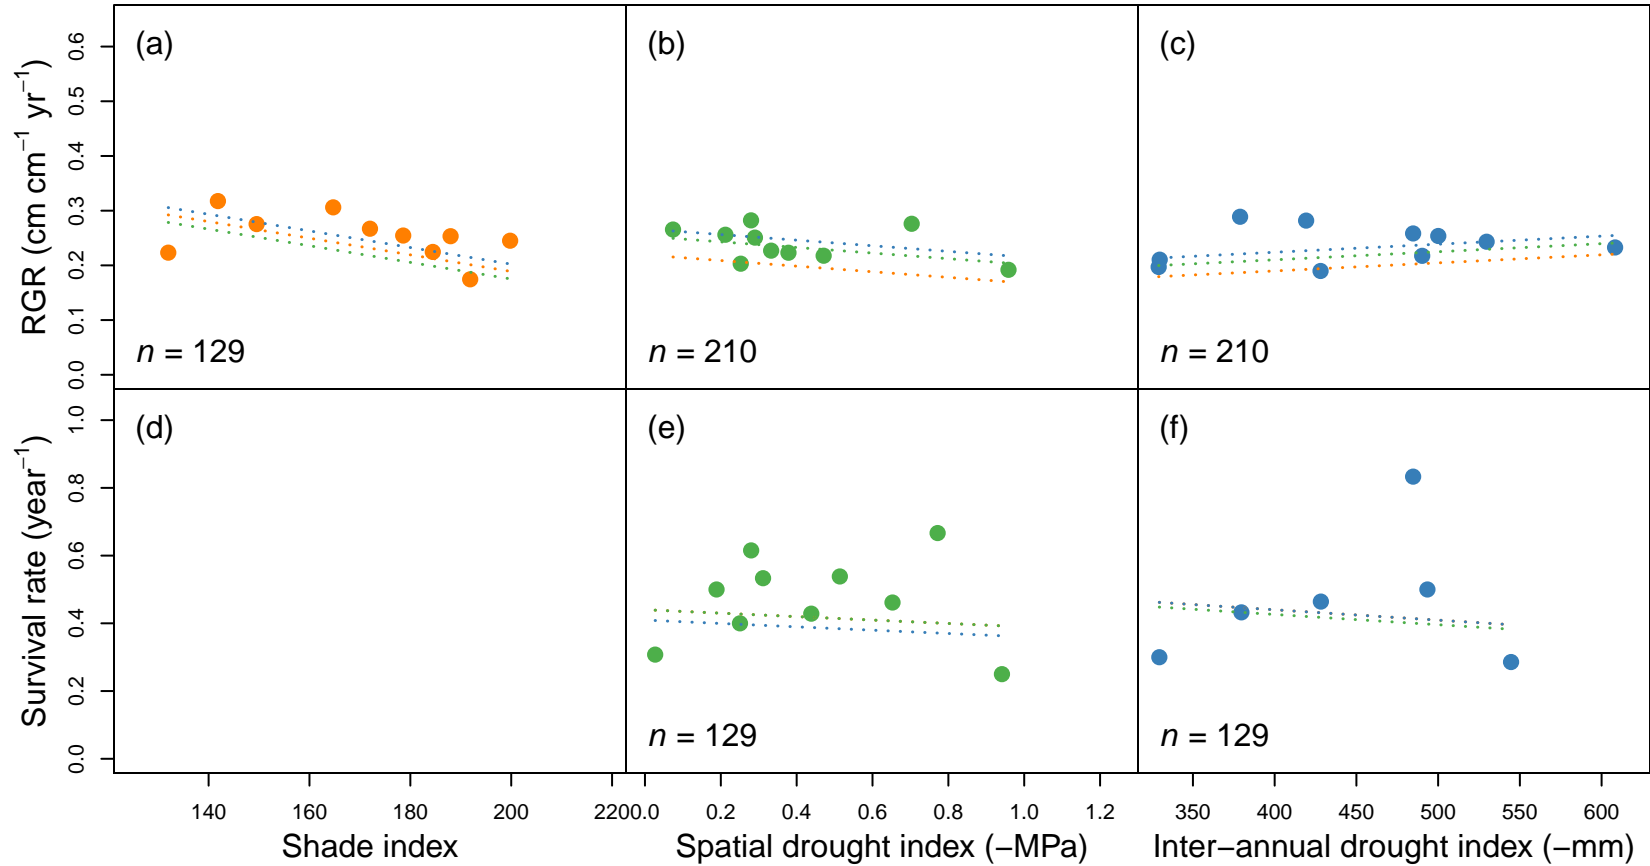 (a) (b) (c)
RGR (cm cm⁻¹ yr⁻¹)
0.6
0.5
0.4
0.3
0.2
0.1
0.0
n = 129 n = 210 n = 210
(d) (e) (f)
Survival rate (year⁻¹)
1.0
0.8
0.6
0.4
0.2
0.0
n = 129 n = 129
140 160 180 200 220 0.0 0.2 0.4 0.6 0.8 1.0 1.2 350 400 450 500 550 600
Shade index Spatial drought index (−MPa) Inter−annual drought index (−mm)